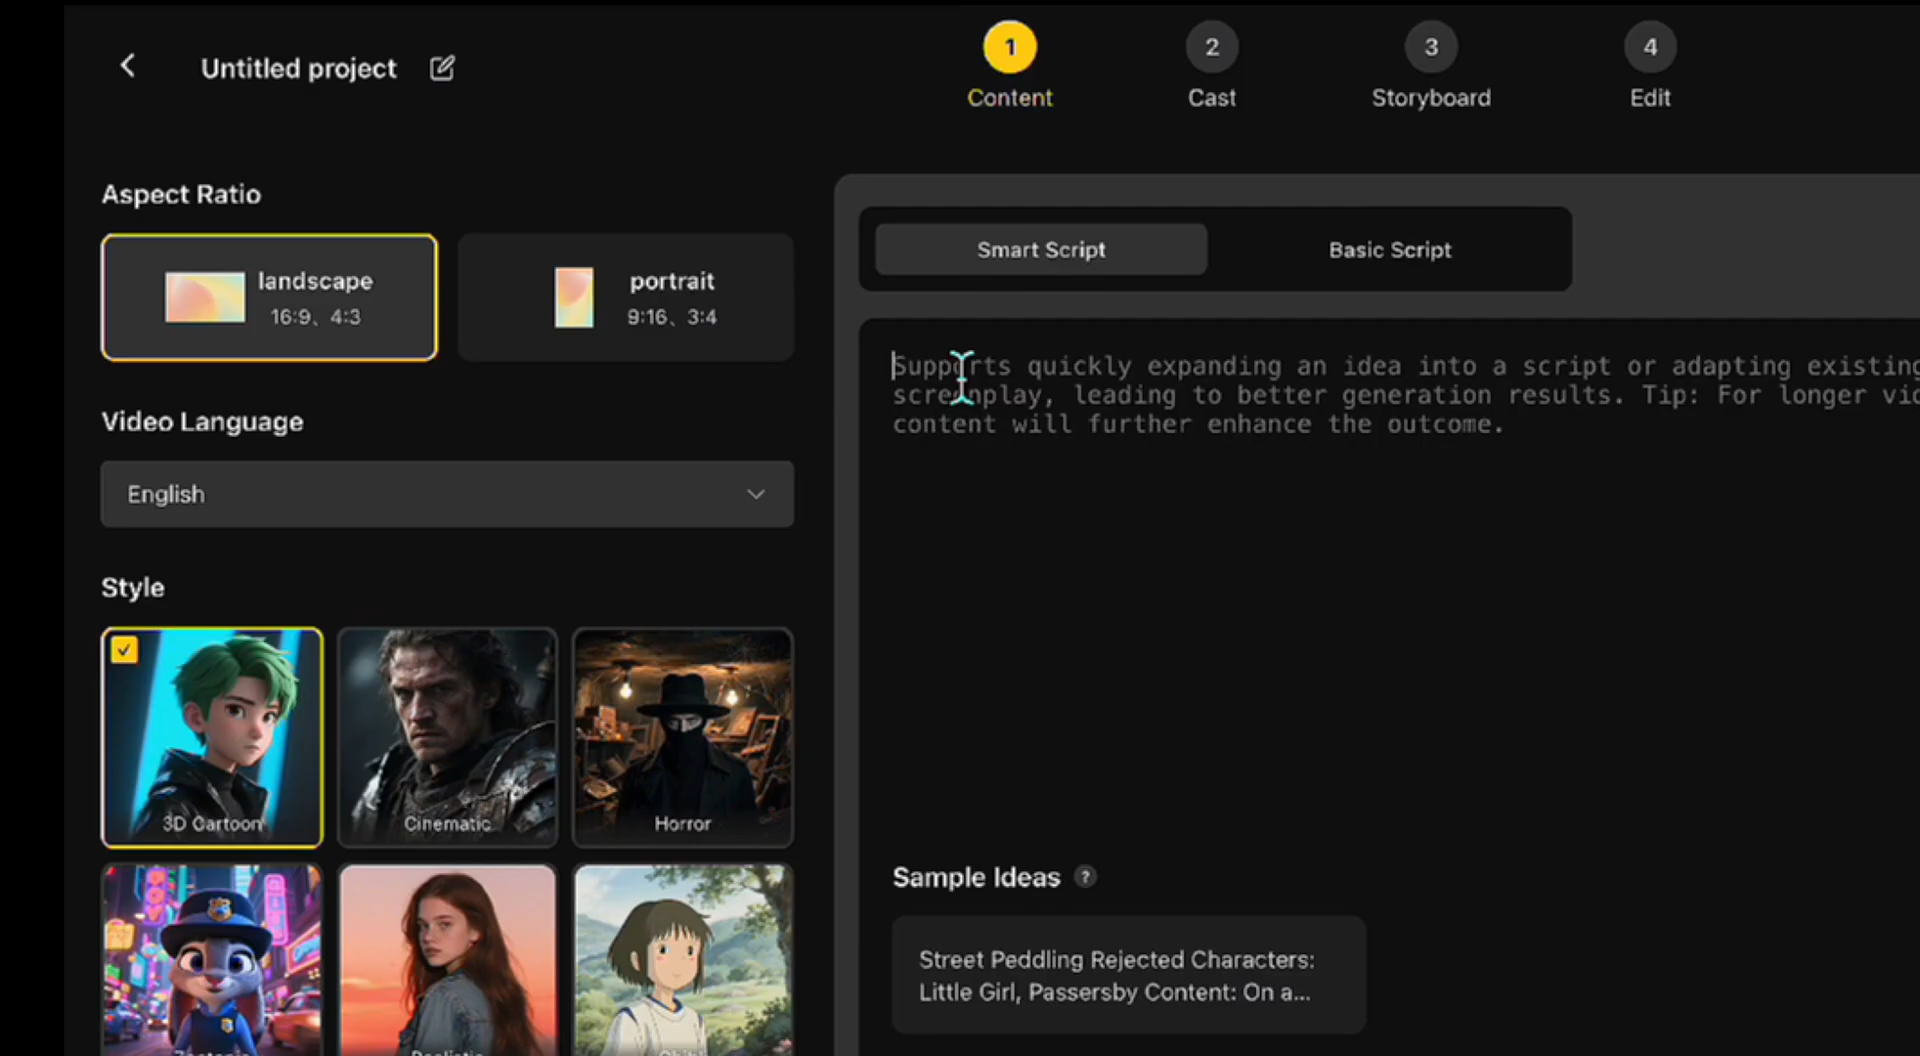 Untitled project
1
Content
2
Cast
3
Storyboard
4
Edit
Aspect Ratio
landscape
16:9、4:3
portrait
9:16、3:4
Video Language
English
Style
3D Cartoon
Cinematic
Horror
Smart Script
Basic Script
Supports quickly expanding an idea into a script or adapting existing
screenplay, leading to better generation results. Tip: For longer
content will further enhance the outcome.
Sample Ideas ?
Street Peddling Rejected Characters:
Little Girl, Passersby Content: On a...